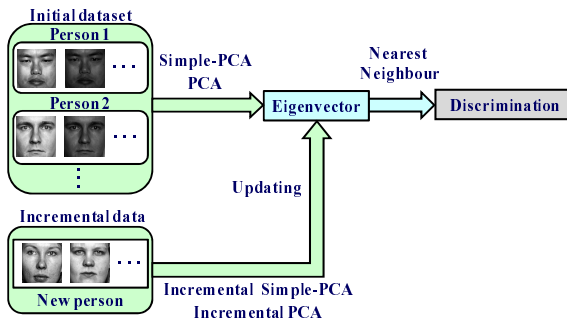 Initial dataset
Person 1
Person 2
Simple-PCA
PCA
Eigenvector
Nearest
Neighbour
Discrimination
Updating
Incremental data
New person
Incremental Simple-PCA
Incremental PCA